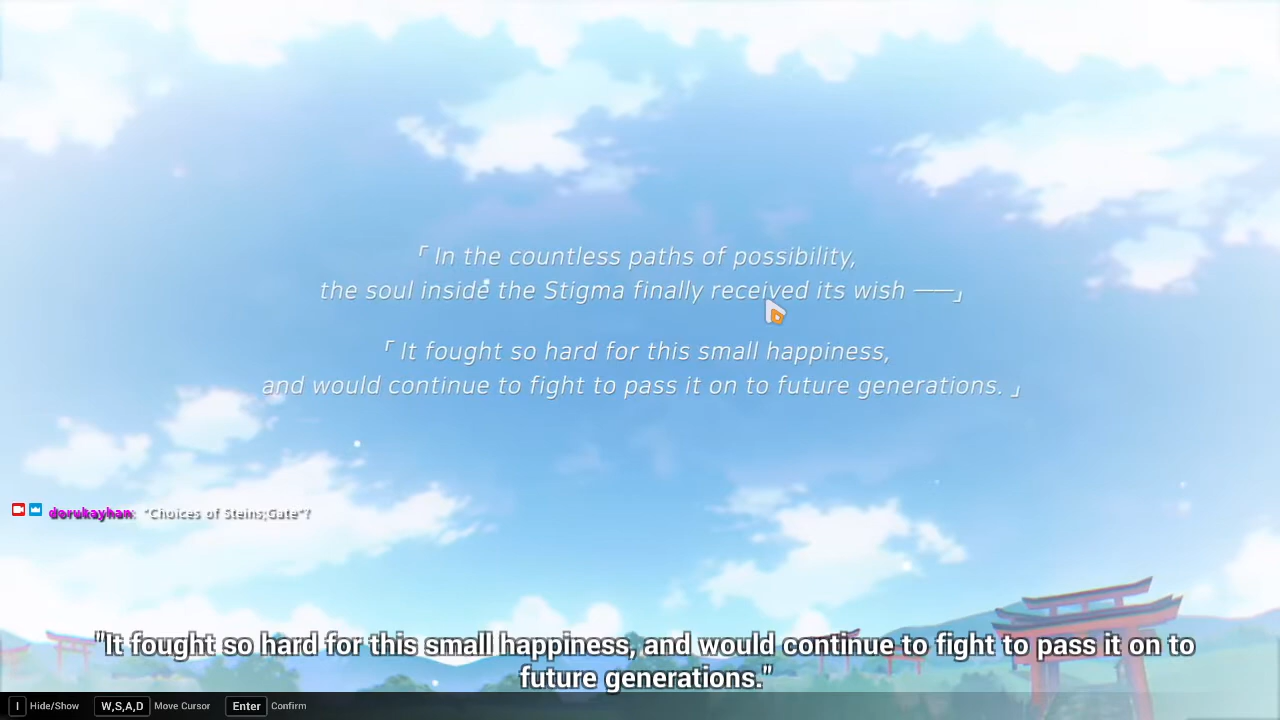 「 In the countless paths of possibility,
the soul inside the Stigma finally received its wish ——」
「 It fought so hard for this small happiness,
and would continue to fight to pass it on to future generations. 」
dorukayhan: "Choices of Steins;Gate"?
"It fought so hard for this small happiness, and would continue to fight to pass it on to
future generations."
I Hide/Show W,S,A,D Move Cursor Enter Confirm